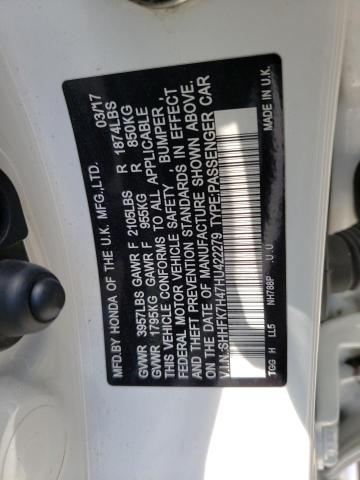 MFD.BY HONDA OF THE U.K. MFG.,LTD. 03/17
GVWR 3957LBS GAWR F 2105LBS R 1874LBS
GVWR 1795KG GAWR F 955KG R 850KG
THIS VEHICLE CONFORMS TO ALL APPLICABLE
FEDERAL MOTOR VEHICLE SAFETY, BUMPER,
AND THEFT PREVENTION STANDARDS IN EFFECT
ON THE DATE OF MANUFACTURE SHOWN ABOVE.
V.I.N:SHHFK7H47HU422279 TYPE:PASSENGER CAR
TGG H LL5 NH788P U U MADE IN U.K.